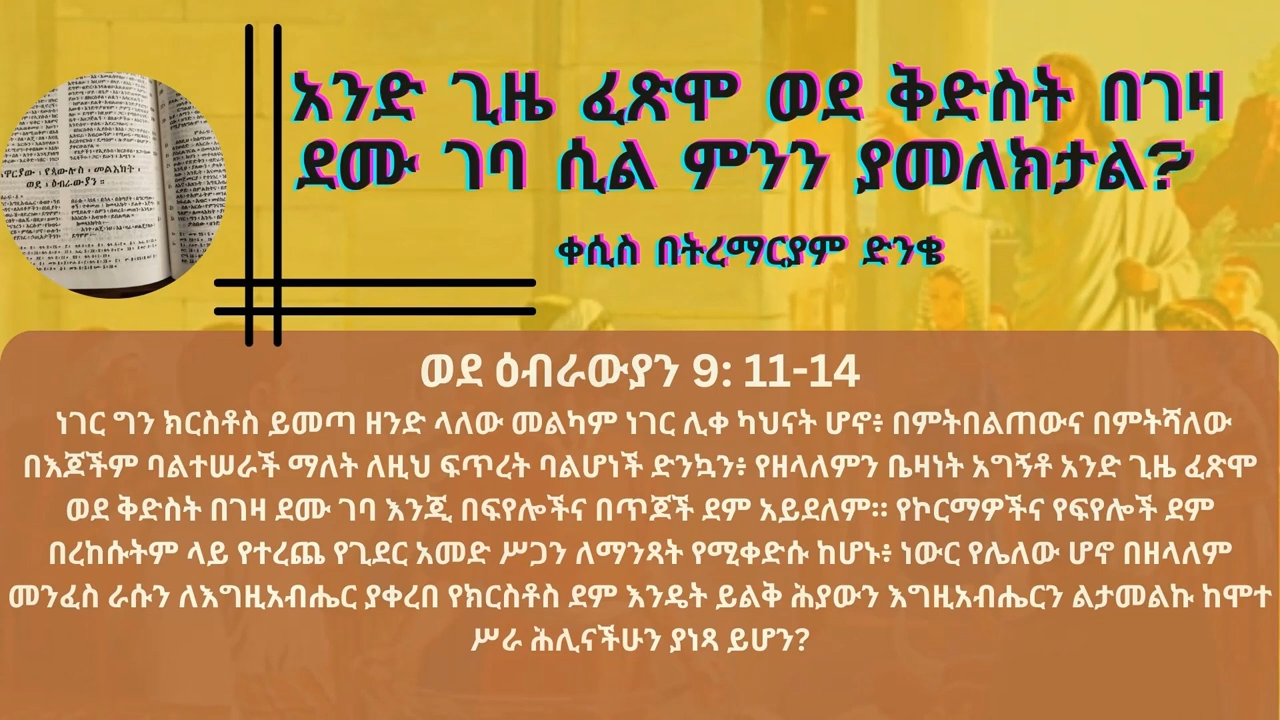 አንድ ጊዜ ፈጽሞ ወደ ቅድስት በገዛ
ደሙ ገባ ሲል ምንን ያመለክታል?
ቀሲስ በትረማርያም ድንቄ
የጳውሎስ ፡ መልእክት ፡
ወደ ፡ ዕብራውያን ።
ወደ ዕብራውያን 9: 11-14
ነገር ግን ክርስቶስ ይመጣ ዘንድ ላለው መልካም ነገር ሊቀ ካህናት ሆኖ፥ በምትበልጠውና በምትሻለው
በእጆችም ባልተሠራች ማለት ለዚህ ፍጥረት ባልሆነች ድንኳን፥ የዘላለምን ቤዛነት አግኝቶ አንድ ጊዜ ፈጽሞ
ወደ ቅድስት በገዛ ደሙ ገባ እንጂ በፍየሎችና በጥጆች ደም አይደለም። የኮርማዎችና የፍየሎች ደም
በረከሱትም ላይ የተረጨ የጊደር አመድ ሥጋን ለማንጻት የሚቀድሱ ከሆኑ፥ ነውር የሌለው ሆኖ በዘላለም
መንፈስ ራሱን ለእግዚአብሔር ያቀረበ የክርስቶስ ደም እንዴት ይልቅ ሕያውን እግዚአብሔርን ልታመልኩ ከሞተ
ሥራ ሕሊናችሁን ያነጻ ይሆን?